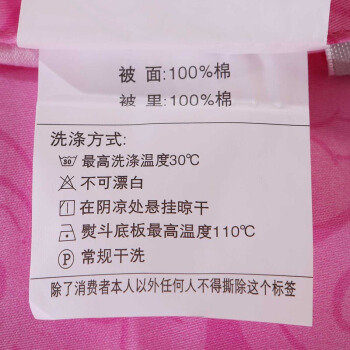 被 面:100%棉
被 里:100%棉
洗涤方式:
30 最高洗涤温度30℃
不可漂白
在阴凉处悬挂晾干
熨斗底板最高温度110℃
P 常规干洗
除了消费者本人以外任何人不得撕除这个标签